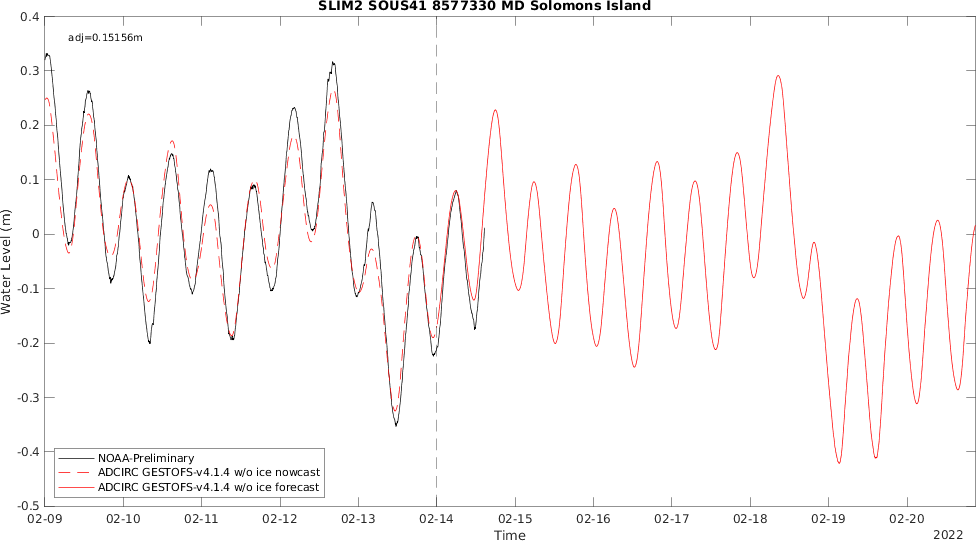 SLIM2 SOUS41 8577330 MD Solomons Island
adj=0.15156m
0.4
0.3
0.2
0.1
0
-0.1
-0.2
-0.3
-0.4
-0.5
Water Level (m)
NOAA-Preliminary
ADCIRC GESTOFS-v4.1.4 w/o ice nowcast
ADCIRC GESTOFS-v4.1.4 w/o ice forecast
02-09 02-10 02-11 02-12 02-13 02-14 02-15 02-16 02-17 02-18 02-19 02-20
Time
2022